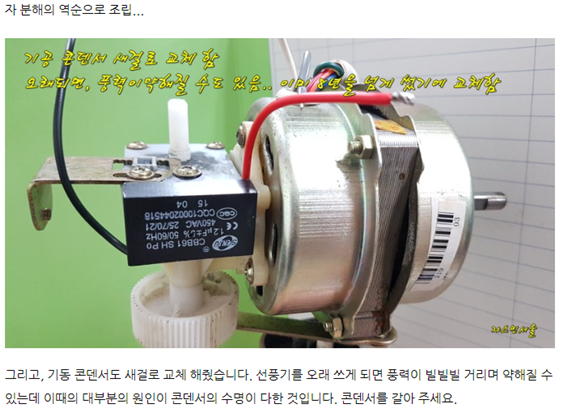 자 분해의 역순으로 조립...
기공 콘덴서 새걸로 교체 함
오래되면, 풍력이약해질 수도 있음.. 이미 8년을 넘게 썼기에 교체함
15 04
CQC10002044518
CQC
450VAC 25/70/21
1.2μF±5% 50/60Hz
CBB61 SH P0
03
그리고, 기동 콘덴서도 새걸로 교체 해줬습니다. 선풍기를 오래 쓰게 되면 풍력이 빌빌빌 거리며 약해질 수
있는데 이때의 대부분의 원인이 콘덴서의 수명이 다한 것입니다. 콘덴서를 갈아 주세요.